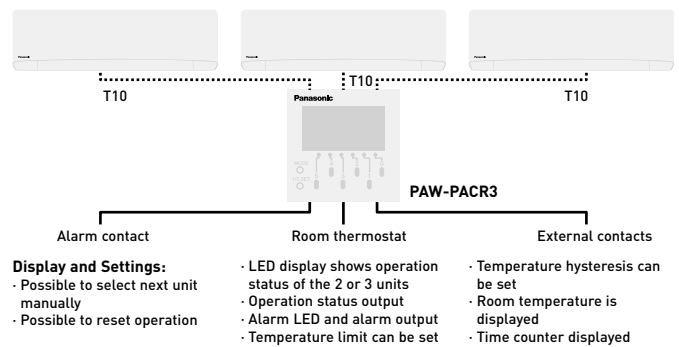 Panasonic
Panasonic
Panasonic
T10
T10
T10
Panasonic
MODE
PAW-PACR3
Alarm contact
Room thermostat
External contacts
Display and Settings:
· Possible to select next unit
manually
· Possible to reset operation
· LED display shows operation
status of the 2 or 3 units
· Operation status output
· Alarm LED and alarm output
· Temperature limit can be set
· Temperature hysteresis can
be set
· Room temperature is
displayed
· Time counter displayed